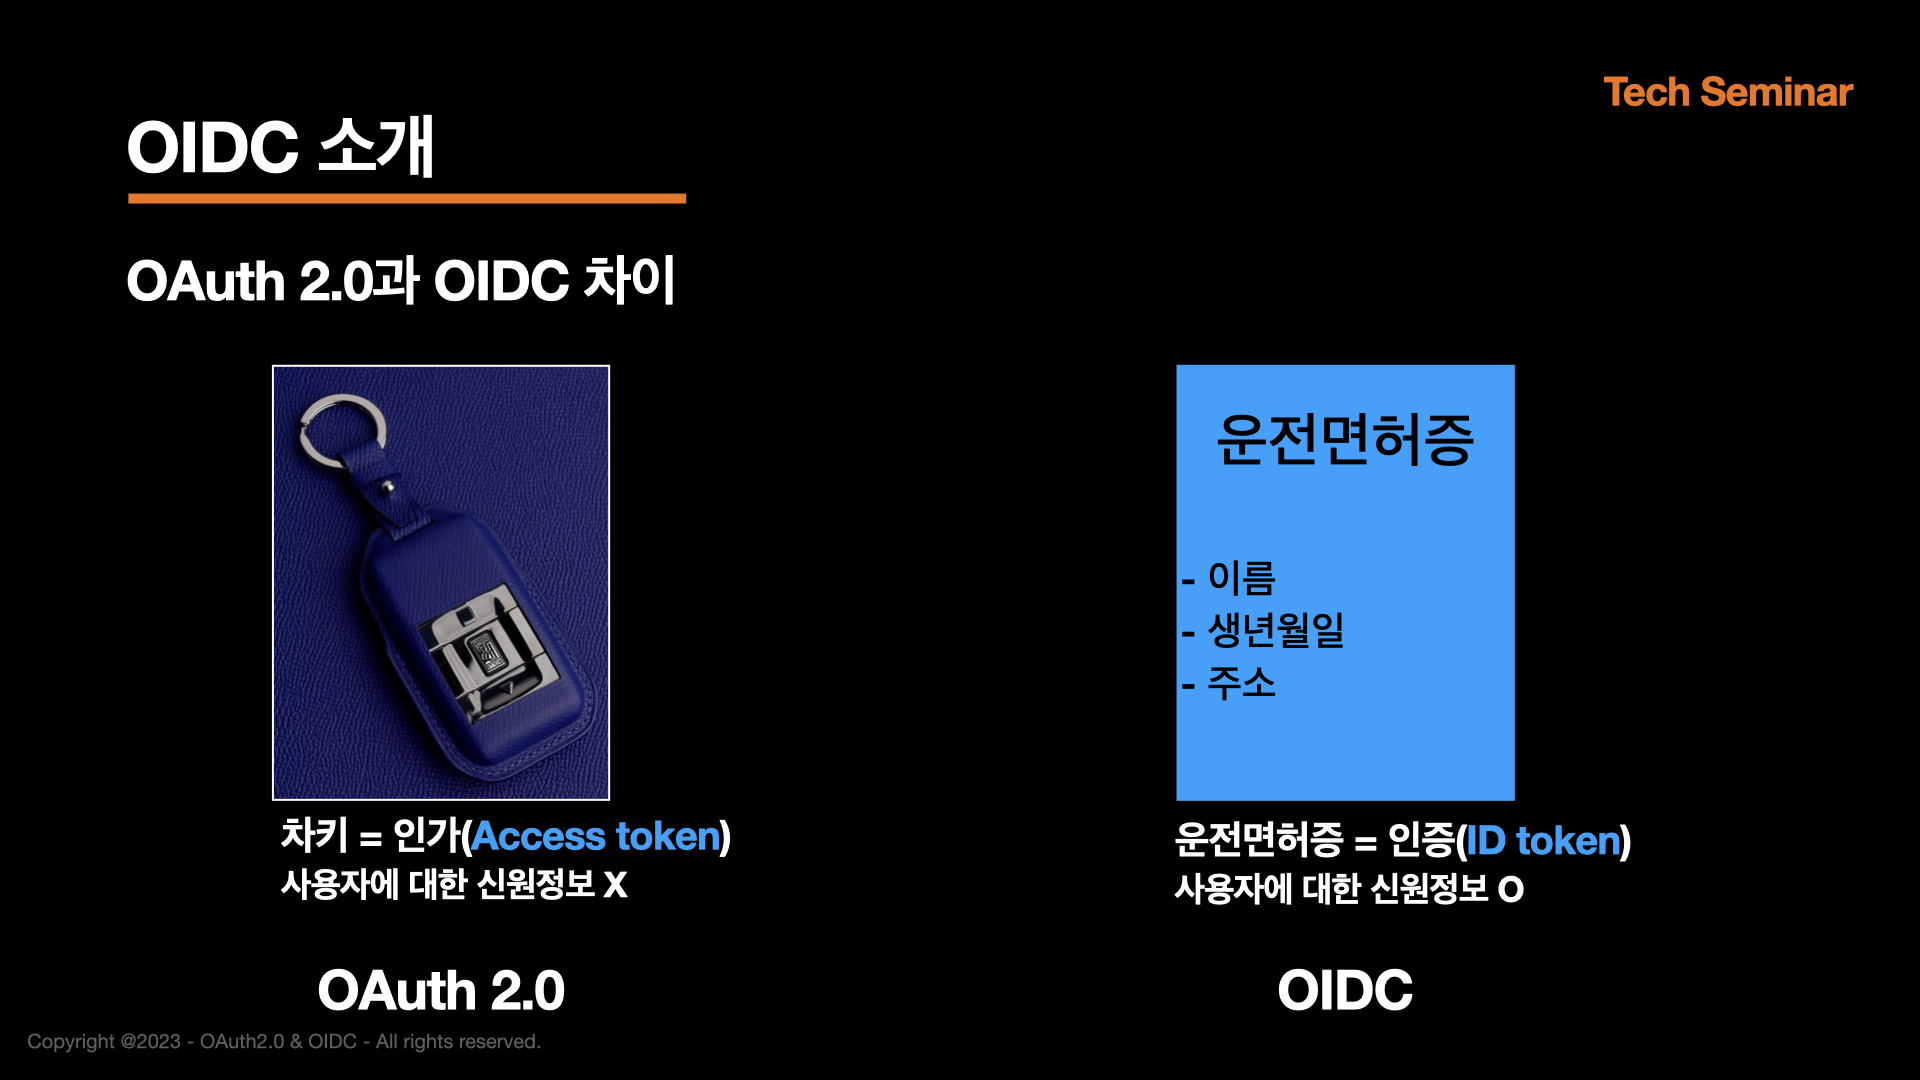 Tech Seminar
OIDC 소개
OAuth 2.0과 OIDC 차이
운전면허증
- 이름
- 생년월일
- 주소
차키 = 인가(Access token)
사용자에 대한 신원정보 X
운전면허증 = 인증(ID token)
사용자에 대한 신원정보 O
OAuth 2.0
OIDC
Copyright @2023 - OAuth2.0 & OIDC - All rights reserved.